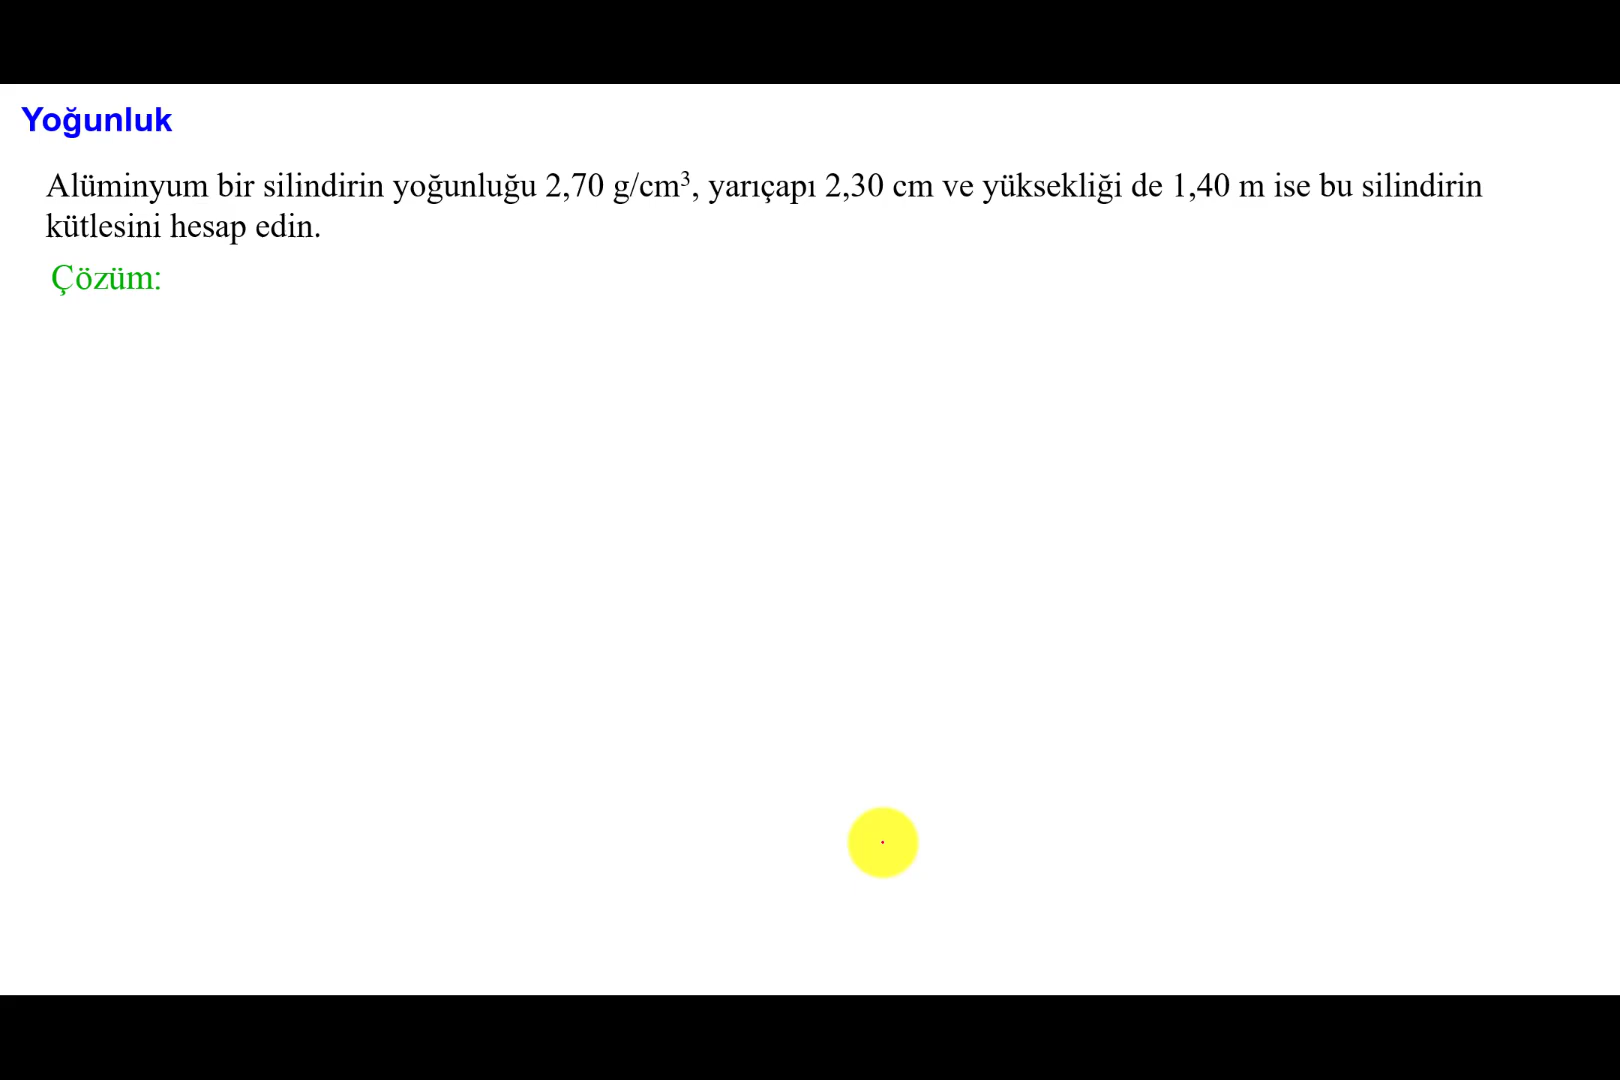 Yoğunluk
Alüminyum bir silindirin yoğunluğu 2,70 g/cm³, yarıçapı 2,30 cm ve yüksekliği de 1,40 m ise bu silindirin
kütlesini hesap edin.
Çözüm: